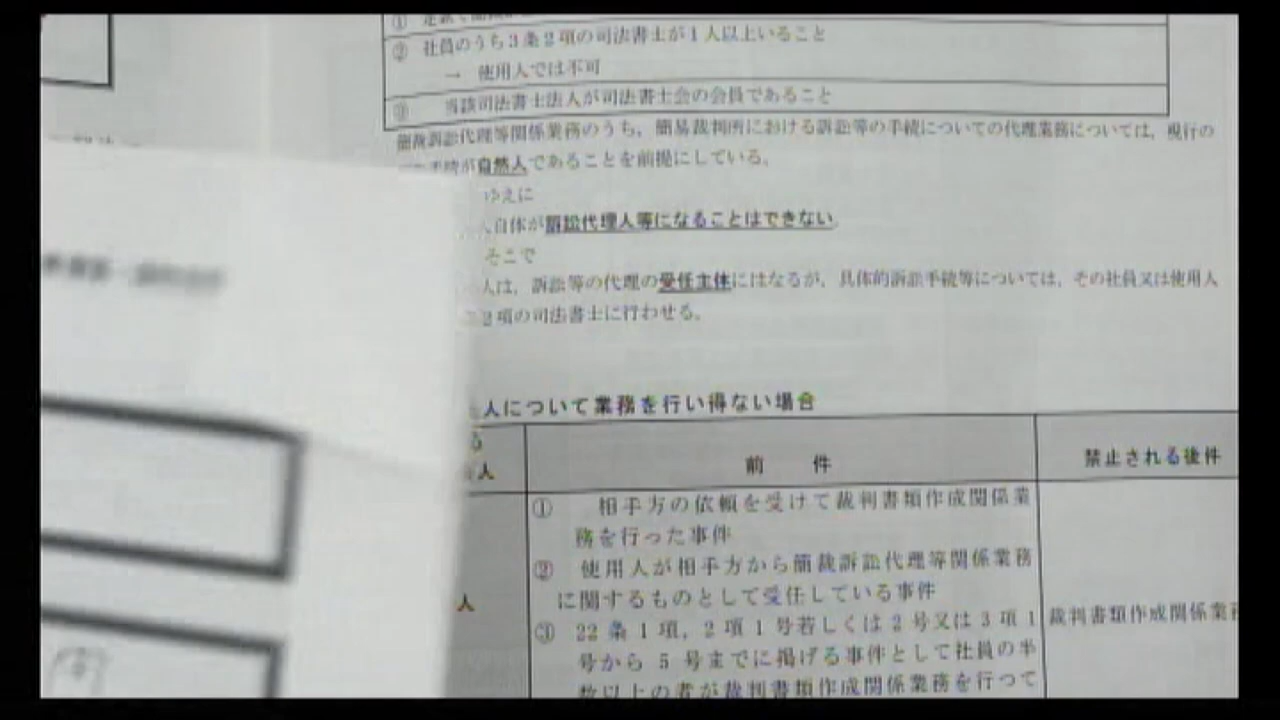 ② 社員のうち3条2項の司法書士が1人以上いること
→ 使用人では不可
③ 当該司法書士法人が司法書士会の会員であること
簡裁訴訟代理等関係業務のうち，簡易裁判所における訴訟等の手続についての代理業務については，現行の
手続が自然人であることを前提にしている。
ゆえに
人自体が訴訟代理人等になることはできない。
そこで
人は，訴訟等の代理の受任主体にはなるが，具体的訴訟手続等については，その社員又は使用人
2項の司法書士に行わせる。
人について業務を行い得ない場合
る
人
前 件
禁止される後件
① 相手方の依頼を受けて裁判書類作成関係業
務を行った事件
② 使用人が相手方から簡裁訴訟代理等関係業務
に関するものとして受任している事件
③ 22条1項，2項1号若しくは2号又は3項1
号から5号までに掲げる事件として社員の半
数以上の者が裁判書類作成関係業務を行って
人
裁判書類作成関係業務